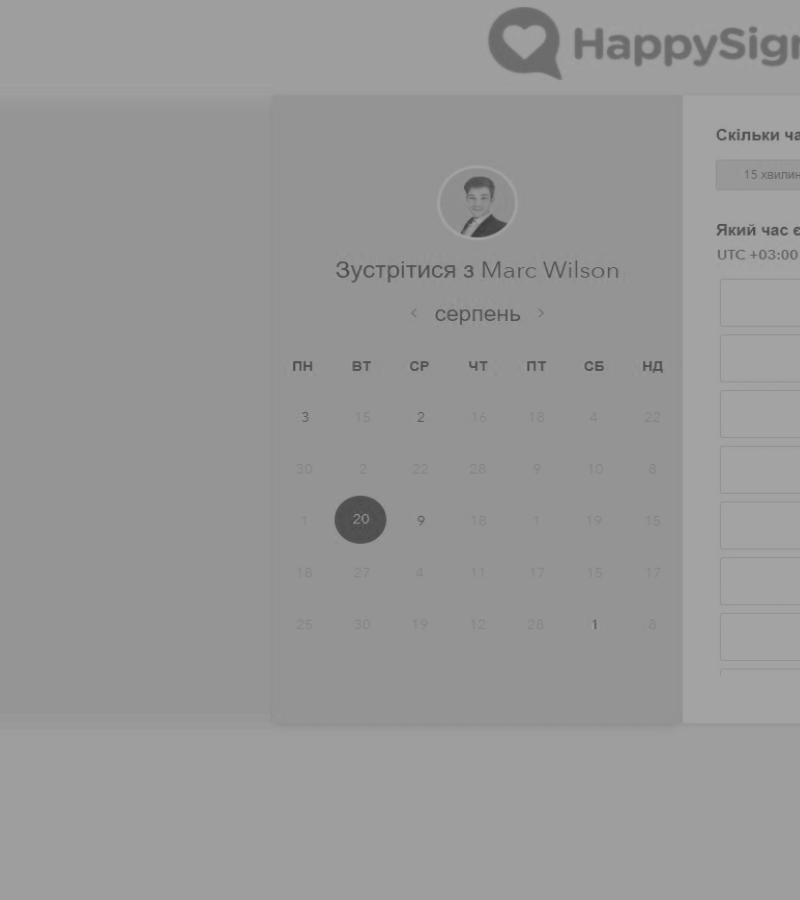 HappySign
Зустрітися з Marc Wilson
серпень
ПН ВТ СР ЧТ ПТ СБ НД
3 15 2 16 18 4 22
30 2 22 28 9 10 8
1 20 9 18 1 19 15
18 27 4 11 17 15 17
25 30 19 12 28 1 8
Скільки
15 хвилин
Який час є
UTC +03:00